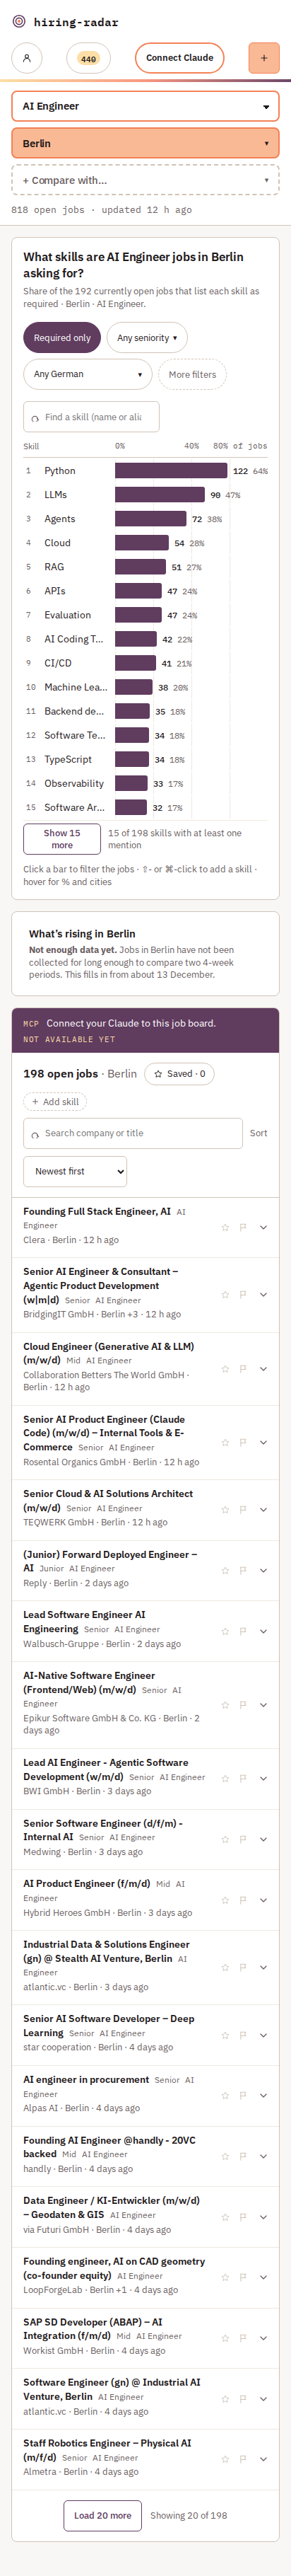 hiring-radar
440
Connect Claude
+
AI Engineer
Berlin
+ Compare with...
818 open jobs · updated 12 h ago
What skills are AI Engineer jobs in Berlin
asking for?
Share of the 192 currently open jobs that list each skill as
required · Berlin · AI Engineer.
Required only
Any seniority
Any German
More filters
Find a skill (name or ali
Skill 0% 40% 80% of jobs
1 Python 122 64%
2 LLMs 90 47%
3 Agents 72 38%
4 Cloud 54 28%
5 RAG 51 27%
6 APIs 47 24%
7 Evaluation 47 24%
8 AI Coding T... 42 22%
9 CI/CD 41 21%
10 Machine Lea... 38 20%
11 Backend de... 35 18%
12 Software Te... 34 18%
13 TypeScript 34 18%
14 Observability 33 17%
15 Software Ar... 32 17%
Show 15
more
15 of 198 skills with at least one
mention
Click a bar to filter the jobs · ⇧- or ⌘-click to add a skill ·
hover for % and cities
What's rising in Berlin
Not enough data yet. Jobs in Berlin have not been
collected for long enough to compare two 4-week
periods. This fills in from about 13 December.
MCP Connect your Claude to this job board.
NOT AVAILABLE YET
198 open jobs · Berlin
Saved · 0
+ Add skill
Search company or title
Sort
Newest first
Founding Full Stack Engineer, AI AI
Engineer
Clera · Berlin · 12 h ago
Senior AI Engineer & Consultant –
Agentic Product Development
(w|m|d) Senior AI Engineer
BridgingIT GmbH · Berlin +3 · 12 h ago
Cloud Engineer (Generative AI & LLM)
(m/w/d) Mid AI Engineer
Collaboration Betters The World GmbH ·
Berlin · 12 h ago
Senior AI Product Engineer (Claude
Code) (m/w/d) – Internal Tools & E-
Commerce Senior AI Engineer
Rosental Organics GmbH · Berlin · 12 h ago
Senior Cloud & AI Solutions Architect
(m/w/d) Senior AI Engineer
TEQWERK GmbH · Berlin · 12 h ago
(Junior) Forward Deployed Engineer –
AI Junior AI Engineer
Reply · Berlin · 2 days ago
Lead Software Engineer AI
Engineering Senior AI Engineer
Walbusch-Gruppe · Berlin · 2 days ago
AI-Native Software Engineer
(Frontend/Web) (m/w/d) Senior AI
Engineer
Epikur Software GmbH & Co. KG · Berlin · 2
days ago
Lead AI Engineer - Agentic Software
Development (w/m/d) Senior AI Engineer
BWI GmbH · Berlin · 3 days ago
Senior Software Engineer (d/f/m) -
Internal AI Senior AI Engineer
Medwing · Berlin · 3 days ago
AI Product Engineer (f/m/d) Mid AI
Engineer
Hybrid Heroes GmbH · Berlin · 3 days ago
Industrial Data & Solutions Engineer
(gn) @ Stealth AI Venture, Berlin AI
Engineer
atlantic.vc · Berlin · 3 days ago
Senior AI Software Developer – Deep
Learning Senior AI Engineer
star cooperation · Berlin · 4 days ago
AI engineer in procurement Senior AI
Engineer
Alpas AI · Berlin · 4 days ago
Founding AI Engineer @handly - 20VC
backed Mid AI Engineer
handly · Berlin · 4 days ago
Data Engineer / KI-Entwickler (m/w/d)
– Geodaten & GIS AI Engineer
via Futuri GmbH · Berlin · 4 days ago
Founding engineer, AI on CAD geometry
(co-founder equity) AI Engineer
LoopForgeLab · Berlin +1 · 4 days ago
SAP SD Developer (ABAP) – AI
Integration (f/m/d) Mid AI Engineer
Workist GmbH · Berlin · 4 days ago
Software Engineer (gn) @ Industrial AI
Venture, Berlin AI Engineer
atlantic.vc · Berlin · 4 days ago
Staff Robotics Engineer – Physical AI
(m/f/d) Senior AI Engineer
Almetra · Berlin · 4 days ago
Load 20 more
Showing 20 of 198